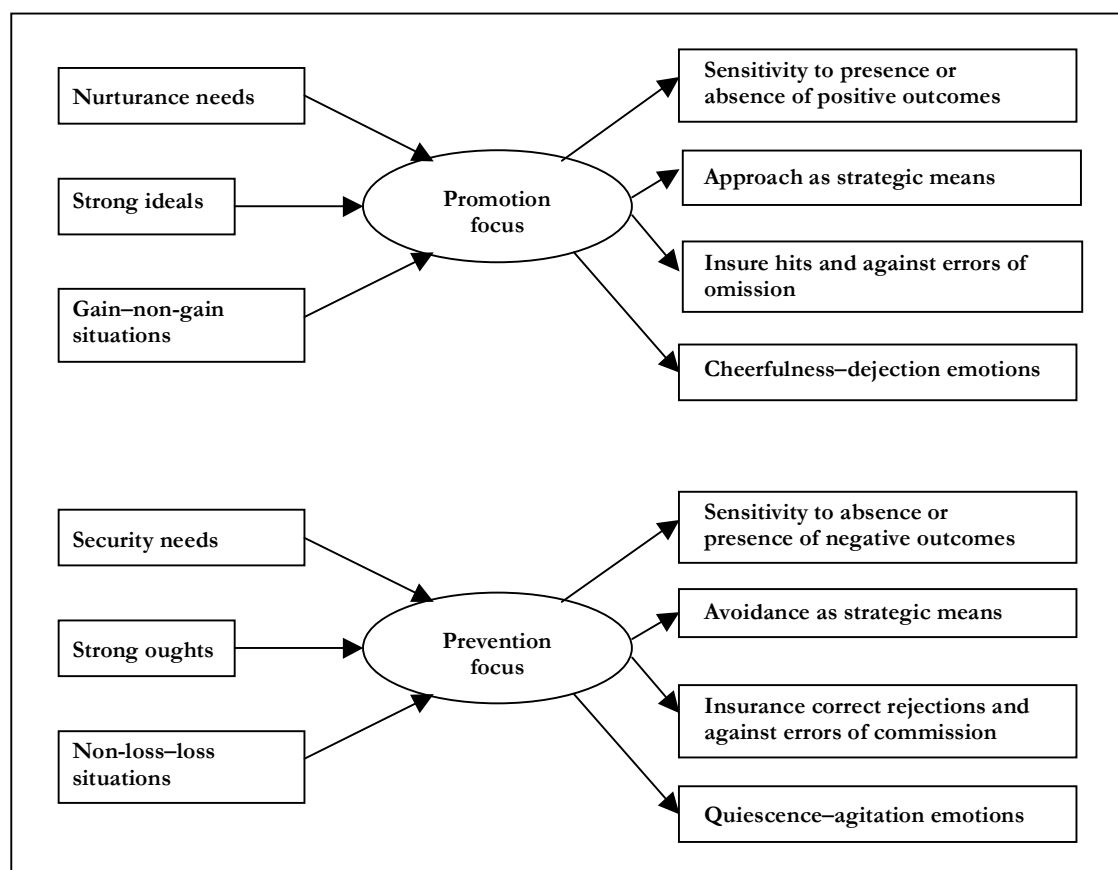 Nurturance needs
Strong ideals
Gain–non-gain
situations
Promotion
focus
Sensitivity to presence or
absence of positive outcomes
Approach as strategic means
Insure hits and against errors of
omission
Cheerfulness–dejection emotions
Security needs
Strong oughts
Non-loss–loss
situations
Prevention
focus
Sensitivity to absence or
presence of negative outcomes
Avoidance as strategic means
Insurance correct rejections and
against errors of commission
Quiescence–agitation emotions